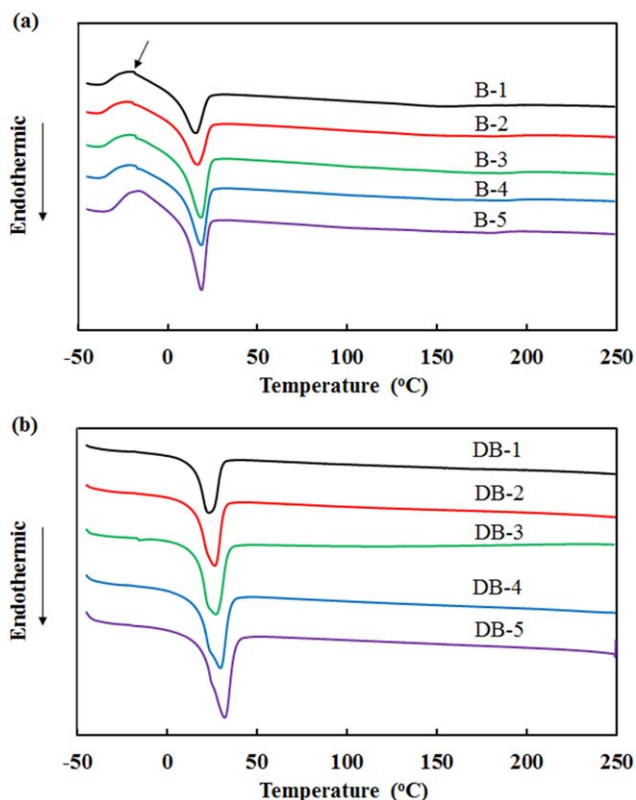 (a)
B-1
B-2
B-3
B-4
B-5
Endothermic
-50 0 50 100 150 200 250
Temperature (°C)
(b)
DB-1
DB-2
DB-3
DB-4
DB-5
Endothermic
-50 0 50 100 150 200 250
Temperature (°C)